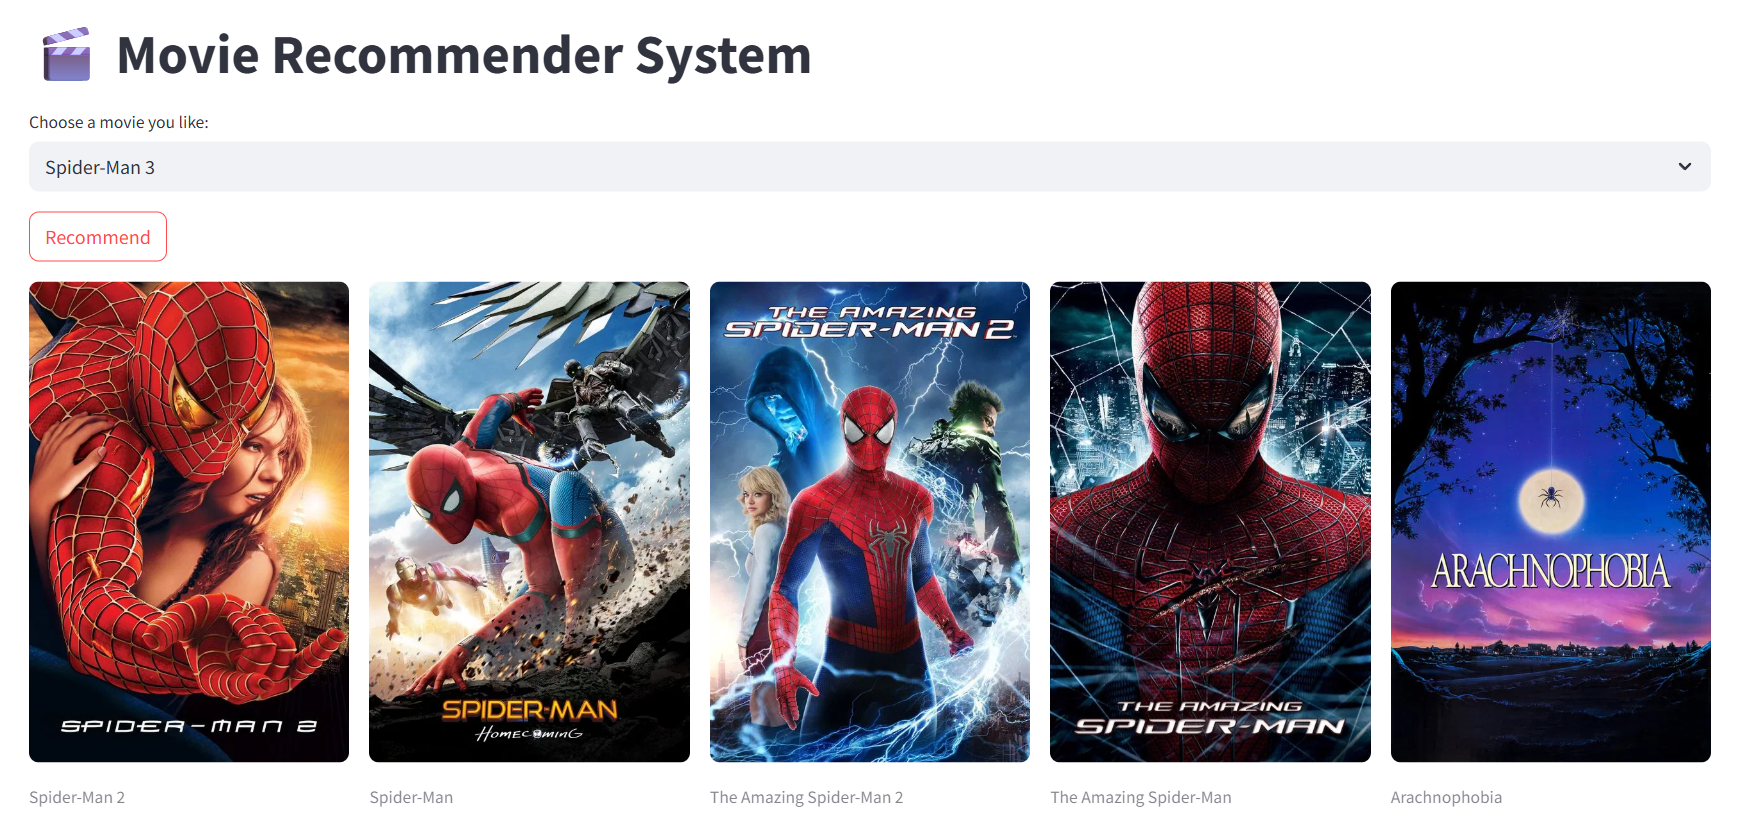 Movie Recommender System
Choose a movie you like:
Spider-Man 3
Recommend
SPIDER-MAN 2
SPIDER-MAN
HOMECOMING
THE AMAZING
SPIDER-MAN 2
THE AMAZING
SPIDER-MAN
ARACHNOPHOBIA
Spider-Man 2
Spider-Man
The Amazing Spider-Man 2
The Amazing Spider-Man
Arachnophobia